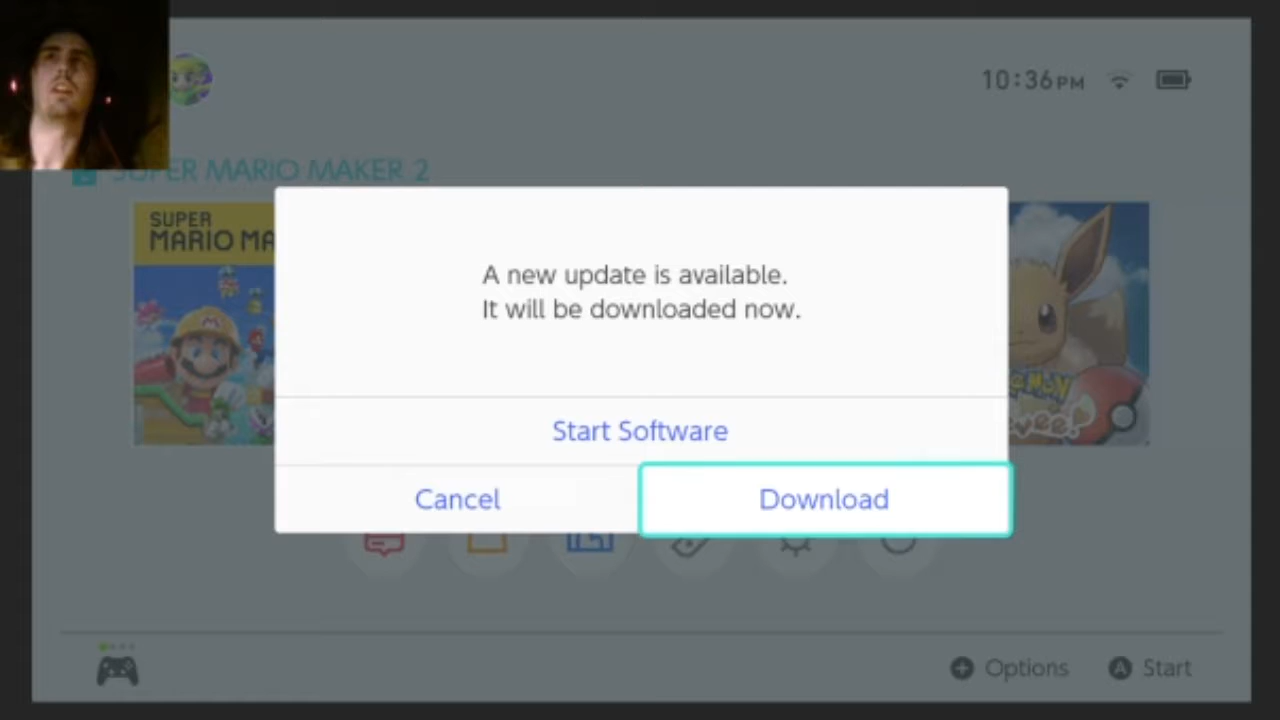 10:36 PM
SUPER MARIO MAKER 2
SUPER
MARIO MA
A new update is available.
It will be downloaded now.
Start Software
Cancel
Download
Options
A Start